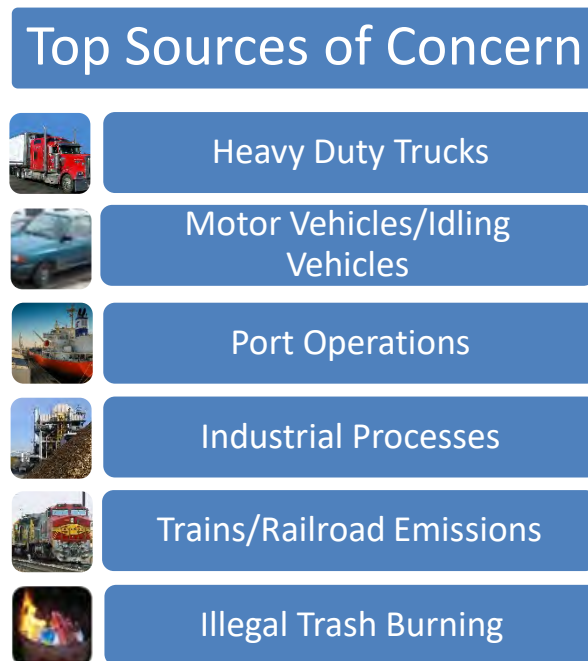 Top Sources of Concern
Heavy Duty Trucks
Motor Vehicles/Idling
Vehicles
Port Operations
Industrial Processes
Trains/Railroad Emissions
Illegal Trash Burning